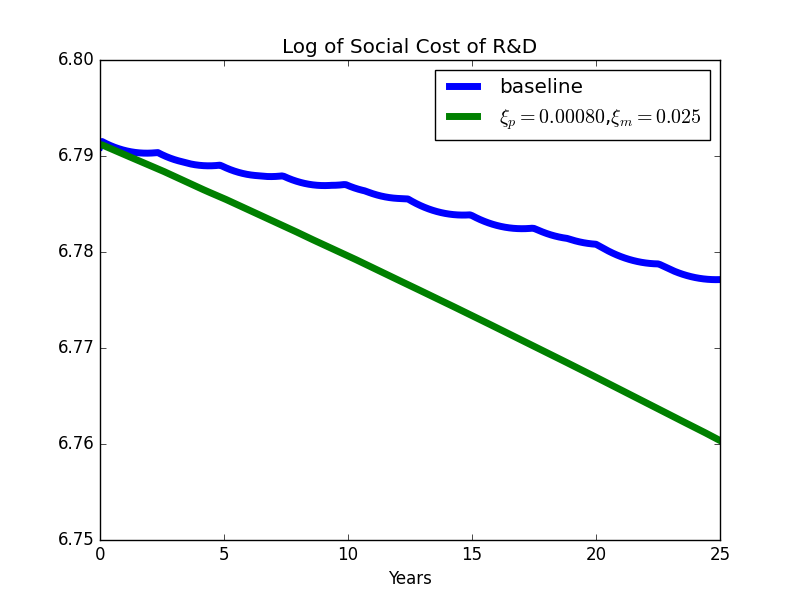 Log of Social Cost of R&D
6.80
6.79
6.78
6.77
6.76
6.75
baseline
ξₚ = 0.00080,ξₘ = 0.025
0 5 10 15 20 25
Years